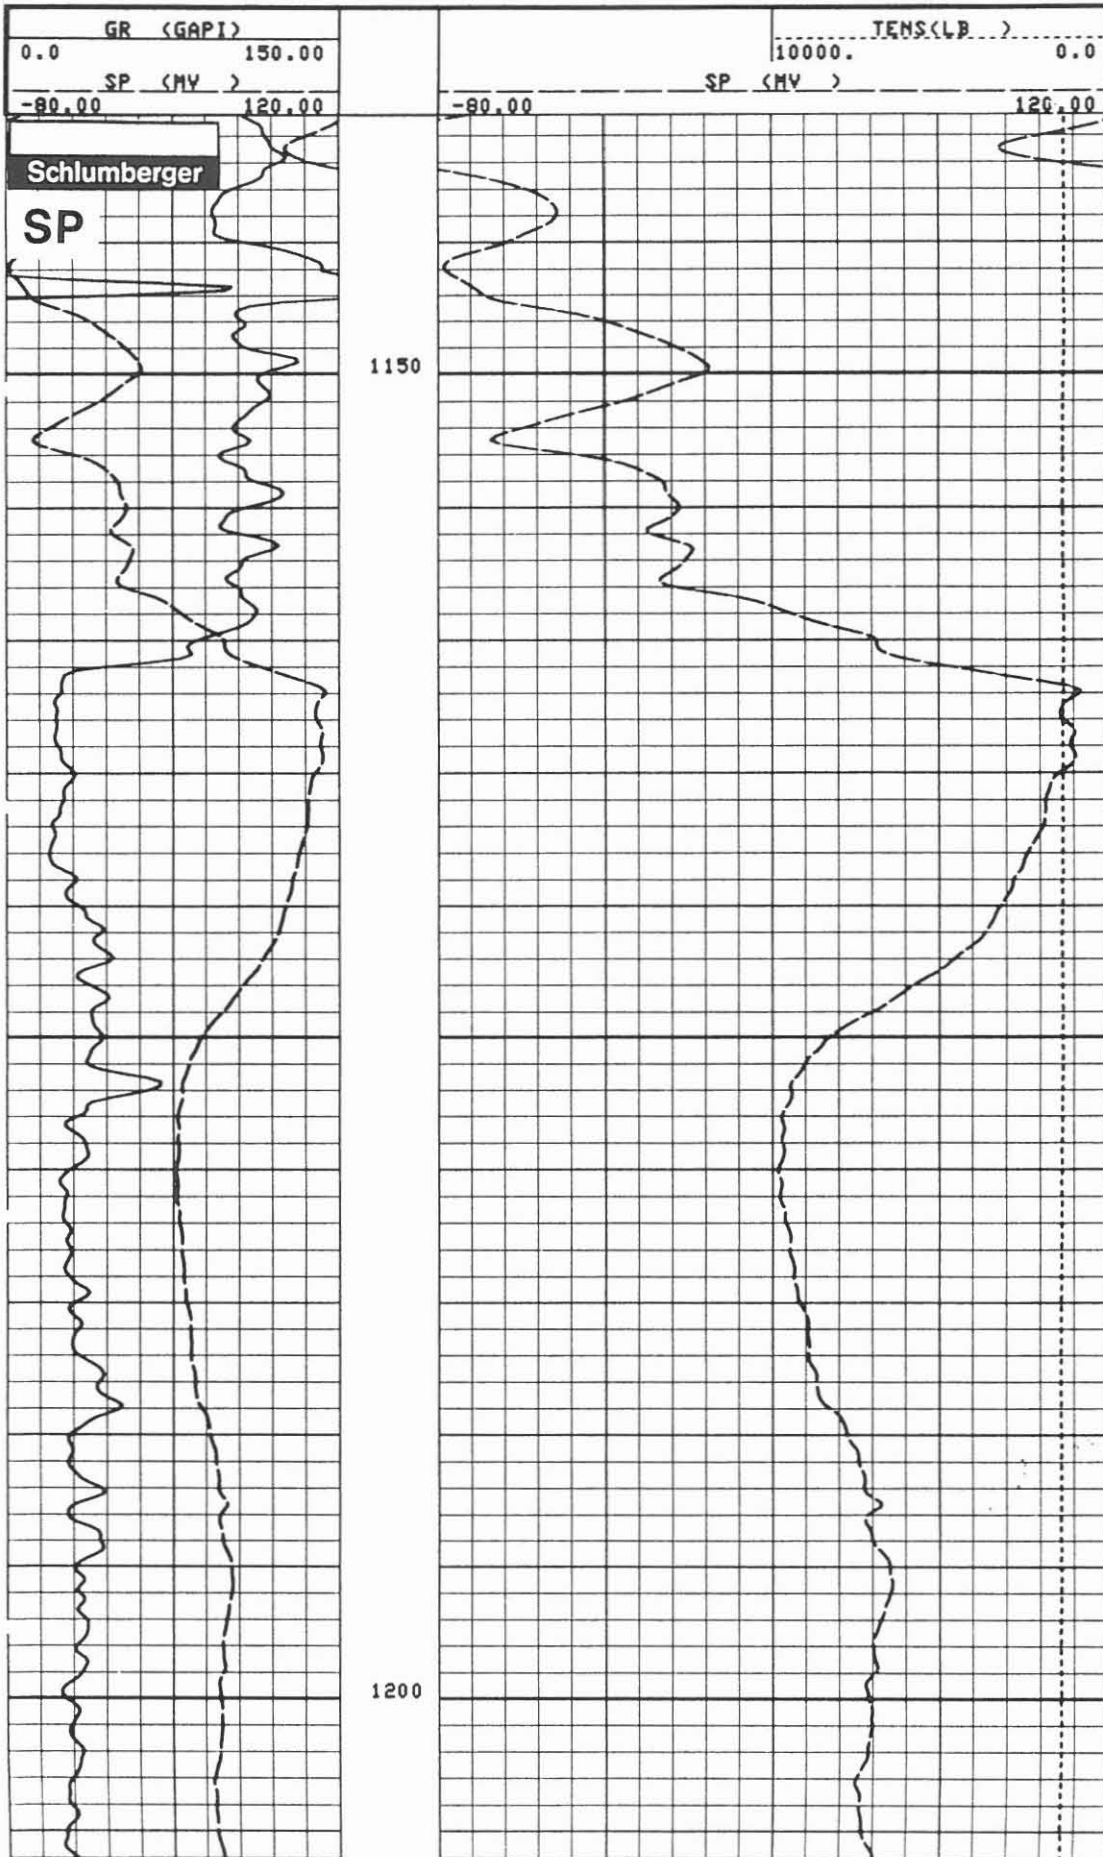 GR (GAPI)
0.0 150.00
SP (MV )
-80.00 120.00
TENS(LB )
10000. 0.0
SP (MV )
-80.00 120.00
Schlumberger
SP
1150
1200